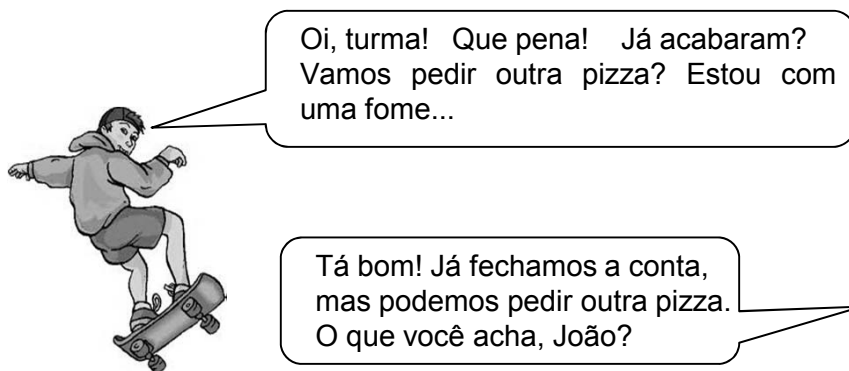 Oi, turma! Que pena! Já acabaram?
Vamos pedir outra pizza? Estou com
uma fome...
Tá bom! Já fechamos a conta,
mas podemos pedir outra pizza.
O que você acha, João?